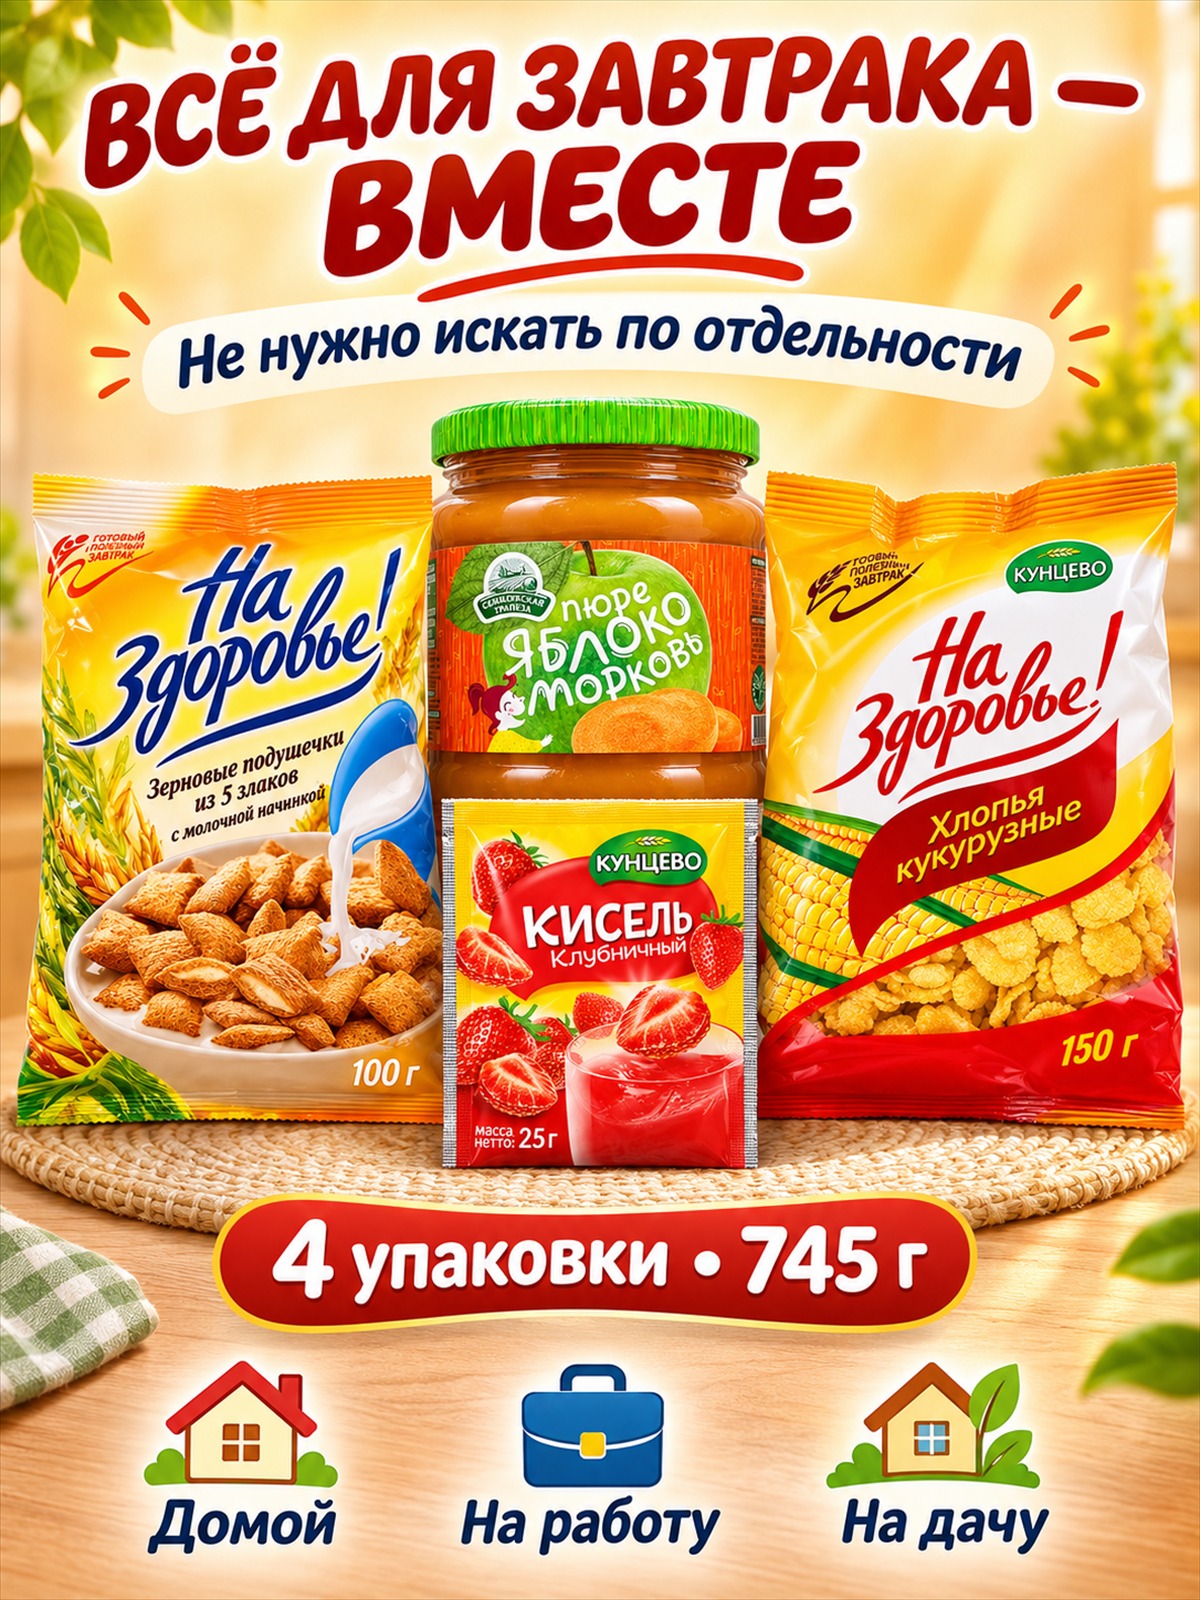 ВСЁ ДЛЯ ЗАВТРАКА –
ВМЕСТЕ
Не нужно искать по отдельности
ГОТОВЫЙ
ПОЛЕЗНЫЙ
ЗАВТРАК
На
Здоровье!
Зерновые подушечки
из 5 злаков
с молочной начинкой
100 г
ТРАПЕЗА
пюре
ЯБЛОКО
МОРКОВЬ
КУНЦЕВО
КИСЕЛЬ
Клубничный
масса
нетто: 25 г
ЗАВТРАК
КУНЦЕВО
На
Здоровье!
Хлопья
кукурузные
150 г
4 упаковки • 745 г
Домой
На работу
На дачу